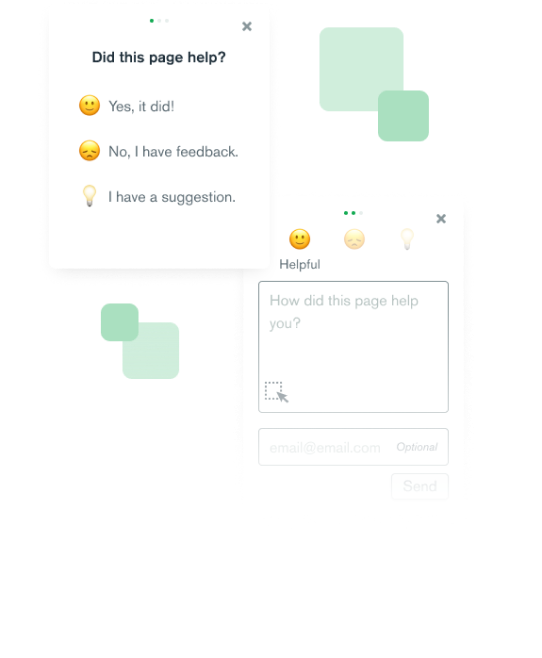 Did this page help?
Yes, it did!
No, I have feedback.
I have a suggestion.
Helpful
How did this page help
you?
email@email.com Optional
Send